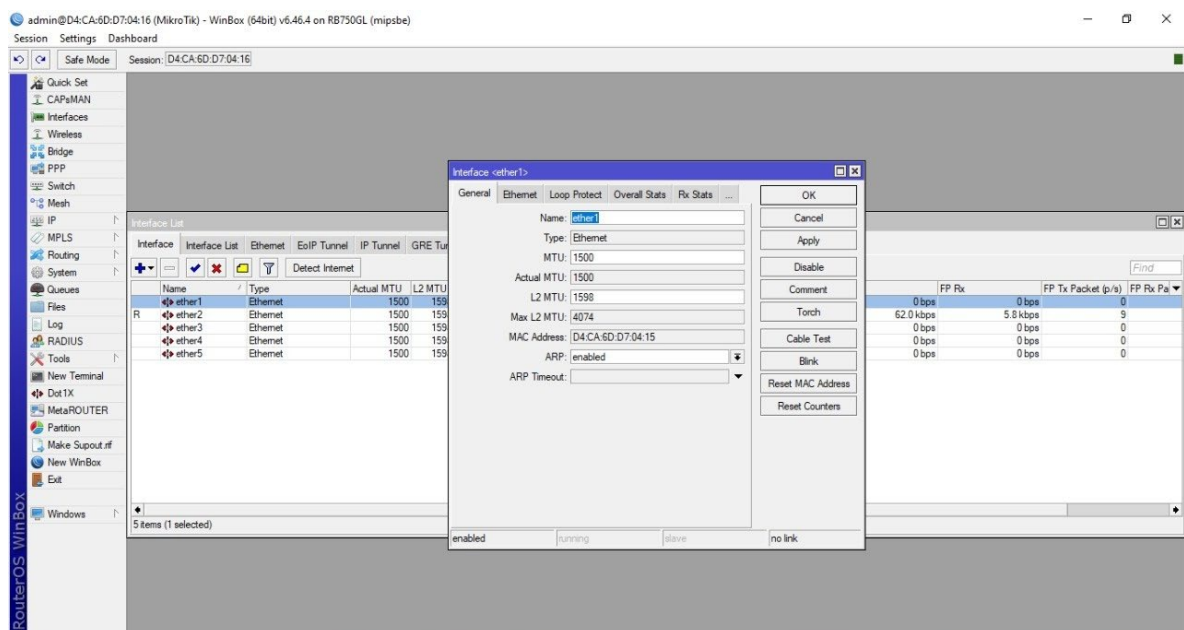 admin@D4:CA:6D:D7:04:16 (MikroTik) - WinBox (64bit) v6.46.4 on RB750GL (mipsbe)
Session Settings Dashboard
Safe Mode Session: D4:CA:6D:D7:04:16
Quick Set
CAPsMAN
Interfaces
Wireless
Bridge
PPP
Switch
Mesh
IP
MPLS
Routing
System
Queues
Files
Log
RADIUS
Tools
New Terminal
Dot1X
MetaROUTER
Partition
Make Supout.rif
New WinBox
Exit
Windows
RouterOS WinBox
Interface List
Interface Interface List Ethernet EoIP Tunnel IP Tunnel GRE Tun
Detect Internet
Find
Name Type Actual MTU L2 MTU FP Rx FP Tx Packet (p/s) FP Rx Pa
ether1 Ethernet 1500 159 0 bps 0 bps 0
R ether2 Ethernet 1500 159 62.0 kbps 5.8 kbps 9
ether3 Ethernet 1500 159 0 bps 0 bps 0
ether4 Ethernet 1500 159 0 bps 0 bps 0
ether5 Ethernet 1500 159 0 bps 0 bps 0
5 items (1 selected)
Interface <ether1>
General Ethernet Loop Protect Overall Stats Rx Stats ...
Name: ether1
Type: Ethernet
MTU: 1500
Actual MTU: 1500
L2 MTU: 1598
Max L2 MTU: 4074
MAC Address: D4:CA:6D:D7:04:15
ARP: enabled
ARP Timeout:
OK
Cancel
Apply
Disable
Comment
Torch
Cable Test
Blink
Reset MAC Address
Reset Counters
enabled running slave no link